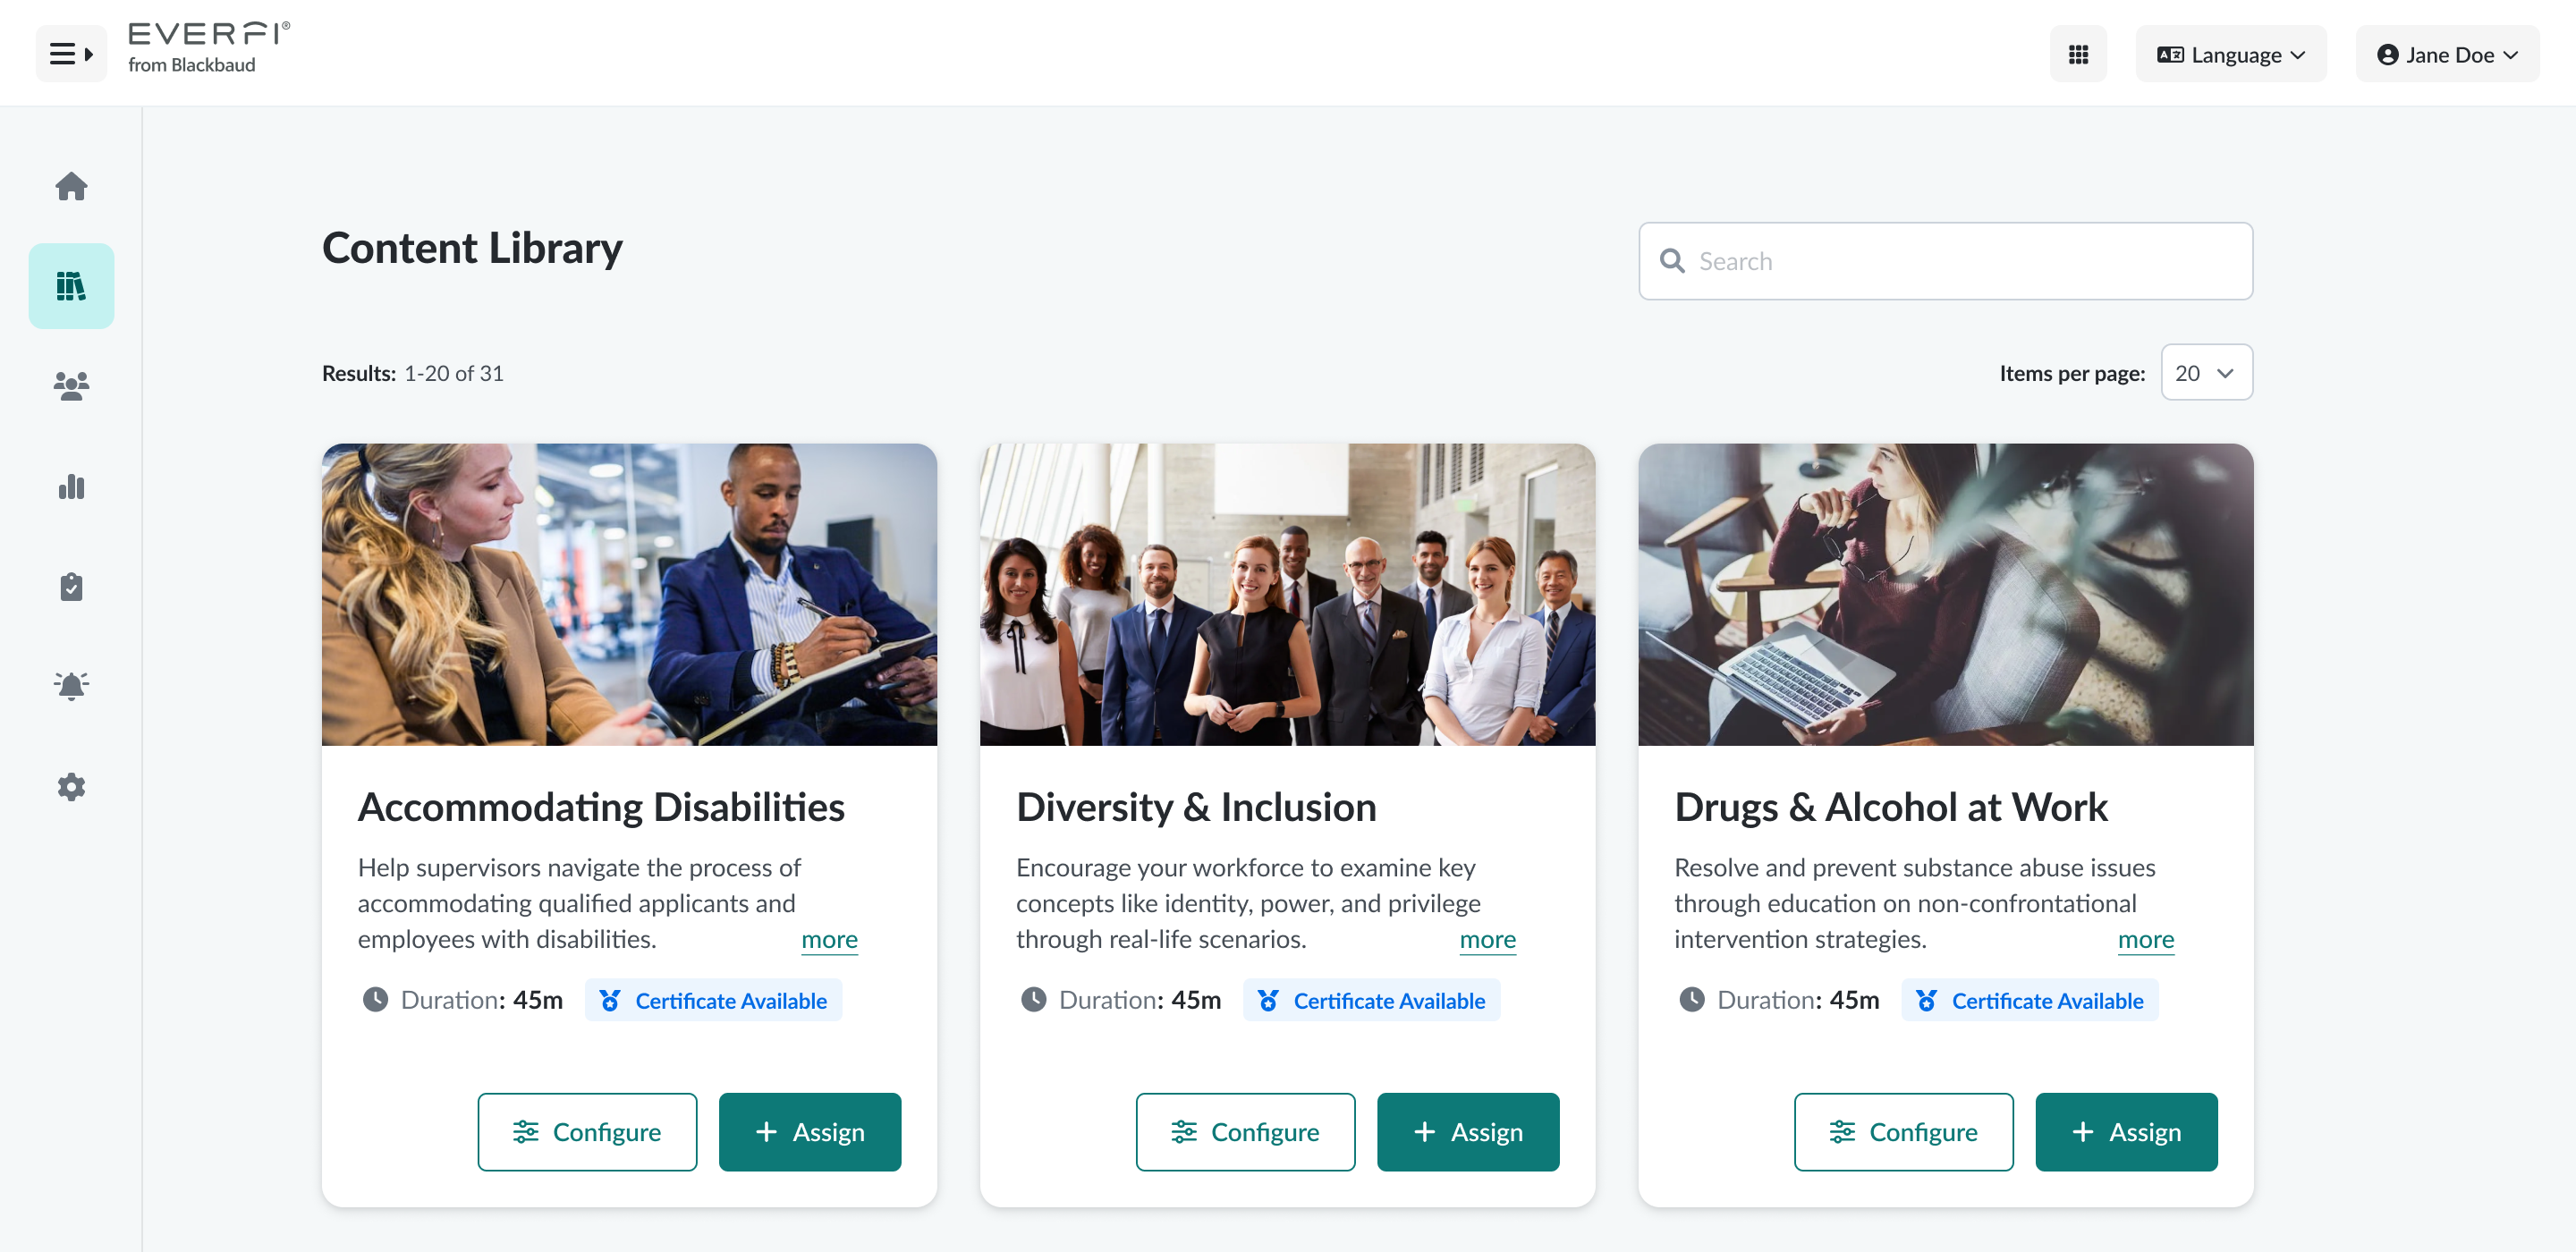 EVERFI®
from Blackbaud
Language
Jane Doe
Content Library
Search
Results: 1-20 of 31
Items per page: 20
Accommodating Disabilities
Help supervisors navigate the process of
accommodating qualified applicants and
employees with disabilities. more
Duration: 45m Certificate Available
Configure + Assign
Diversity & Inclusion
Encourage your workforce to examine key
concepts like identity, power, and privilege
through real-life scenarios. more
Duration: 45m Certificate Available
Configure + Assign
Drugs & Alcohol at Work
Resolve and prevent substance abuse issues
through education on non-confrontational
intervention strategies. more
Duration: 45m Certificate Available
Configure + Assign